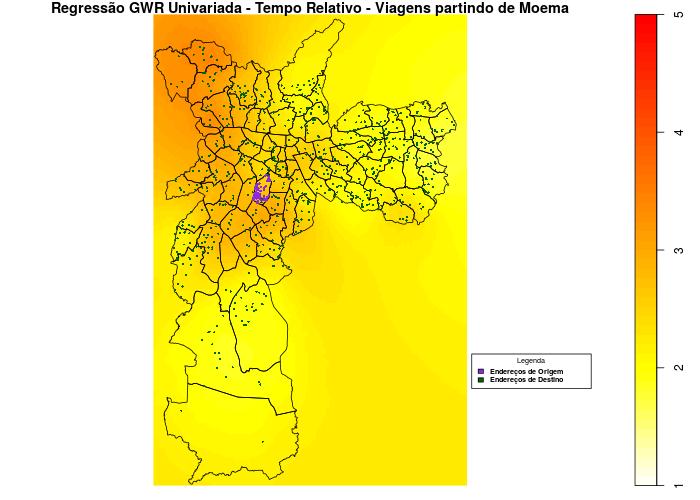 Regressão GWR Univariada - Tempo Relativo - Viagens partindo de Moema
5
4
3
2
1
Legenda
Endereços de Origem
Endereços de Destino